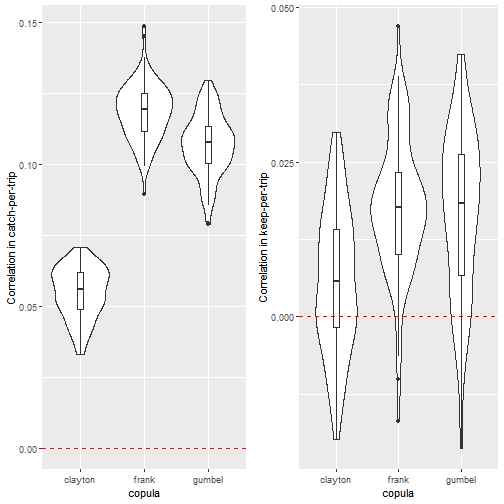 Correlation in catch-per-trip
0.15
0.10
0.05
0.00
clayton
frank
gumbel
copula
Correlation in keep-per-trip
0.050
0.025
0.000
clayton
frank
gumbel
copula